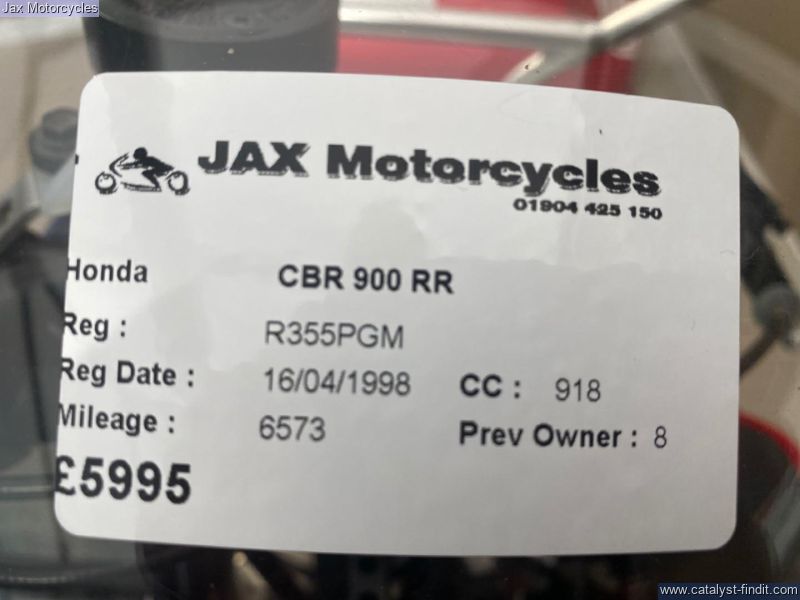 Jax Motorcycles
JAX Motorcycles
01904 425 150
Honda CBR 900 RR
Reg : R355PGM
Reg Date : 16/04/1998 CC : 918
Mileage : 6573 Prev Owner : 8
£5995
www.catalyst-findit.com